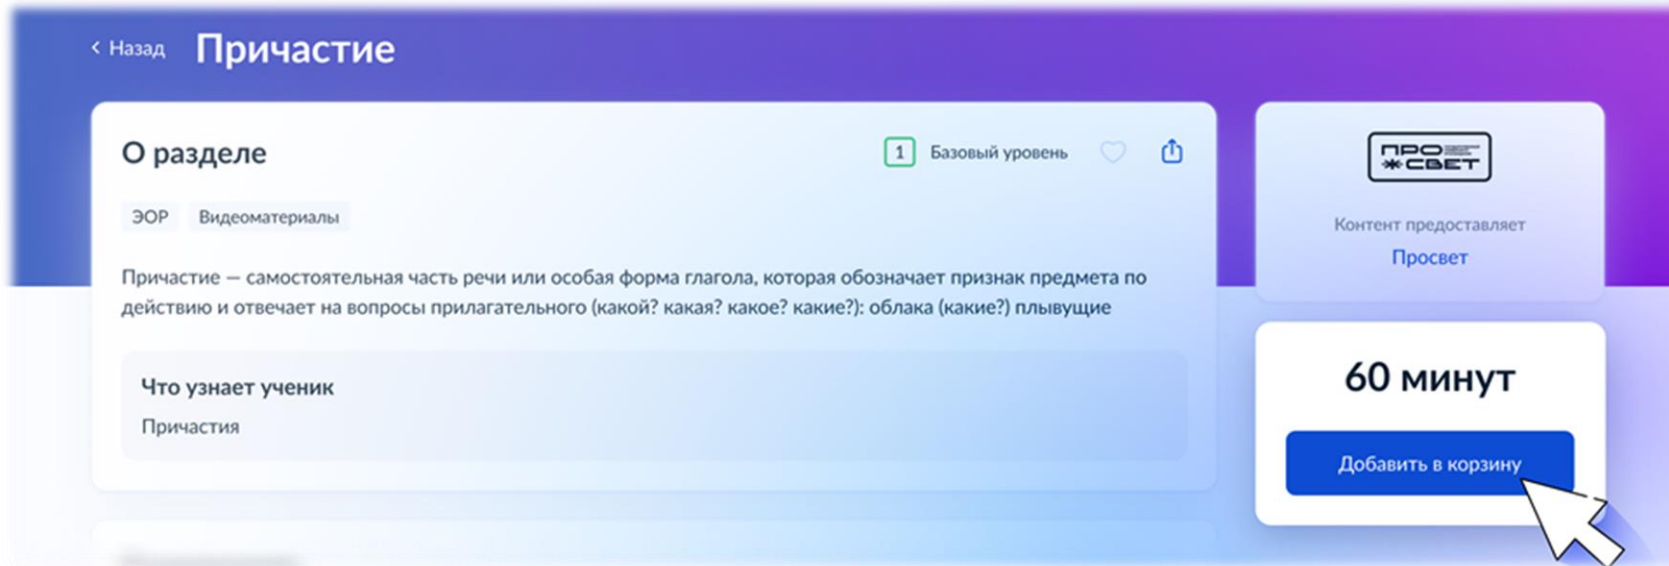 < Назад Причастие
О разделе
1 Базовый уровень
ЭОР Видеоматериалы
Причастие — самостоятельная часть речи или особая форма глагола, которая обозначает признак предмета по
действию и отвечает на вопросы прилагательного (какой? какая? какое? какие?): облака (какие?) плывущие
Что узнает ученик
Причастия
ПРО
СВЕТ
Контент предоставляет
Просвет
60 минут
Добавить в корзину